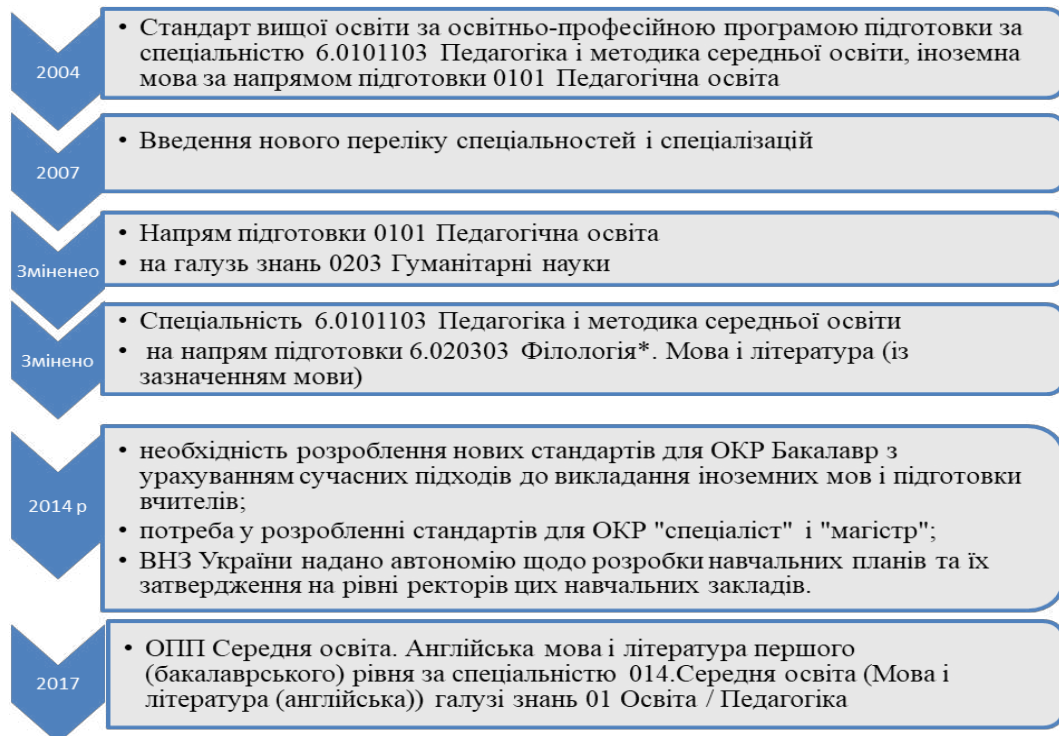 2004
• Стандарт вищої освіти за освітньо-професійною програмою підготовки за
спеціальністю 6.0101103 Педагогіка і методика середньої освіти, іноземна
мова за напрямом підготовки 0101 Педагогічна освіта
2007
• Введення нового переліку спеціальностей і спеціалізацій
Зміненео
• Напрям підготовки 0101 Педагогічна освіта
• на галузь знань 0203 Гуманітарні науки
Змінено
• Спеціальність 6.0101103 Педагогіка і методика середньої освіти
• на напрям підготовки 6.020303 Філологія*. Мова і література (із
зазначенням мови)
2014 р
• необхідність розроблення нових стандартів для ОКР Бакалавр з
урахуванням сучасних підходів до викладання іноземних мов і підготовки
вчителів;
• потреба у розробленні стандартів для ОКР "спеціаліст" і "магістр";
• ВНЗ України надано автономію щодо розробки навчальних планів та їх
затвердження на рівні ректорів цих навчальних закладів.
2017
• ОПП Середня освіта. Англійська мова і література першого
(бакалаврського) рівня за спеціальністю 014.Середня освіта (Мова і
література (англійська)) галузі знань 01 Освіта / Педагогіка